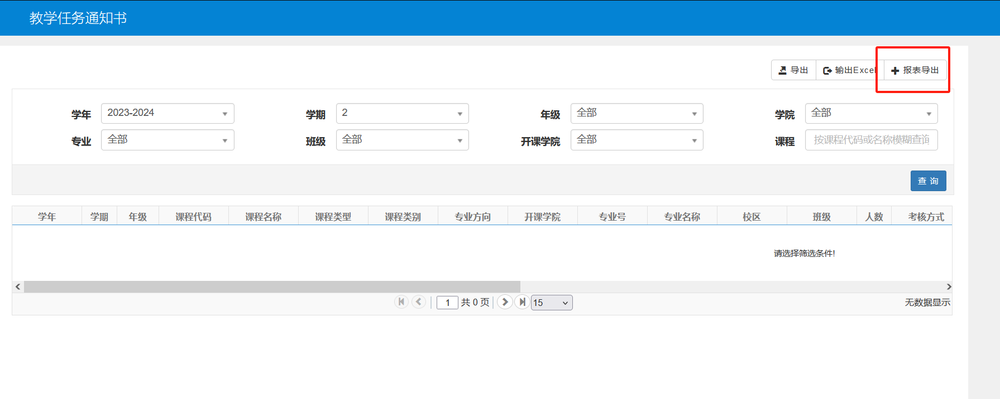 教学任务通知书
导出 输出Excel 报表导出
学年 2023-2024 学期 2 年级 全部 学院 全部
专业 全部 班级 全部 开课学院 全部 课程 按课程代码或名称模糊查询
查 询
学年 学期 年级 课程代码 课程名称 课程类型 课程类别 专业方向 开课学院 专业号 专业名称 校区 班级 人数 考核方式
请选择筛选条件!
1 共 0 页 15 无数据显示